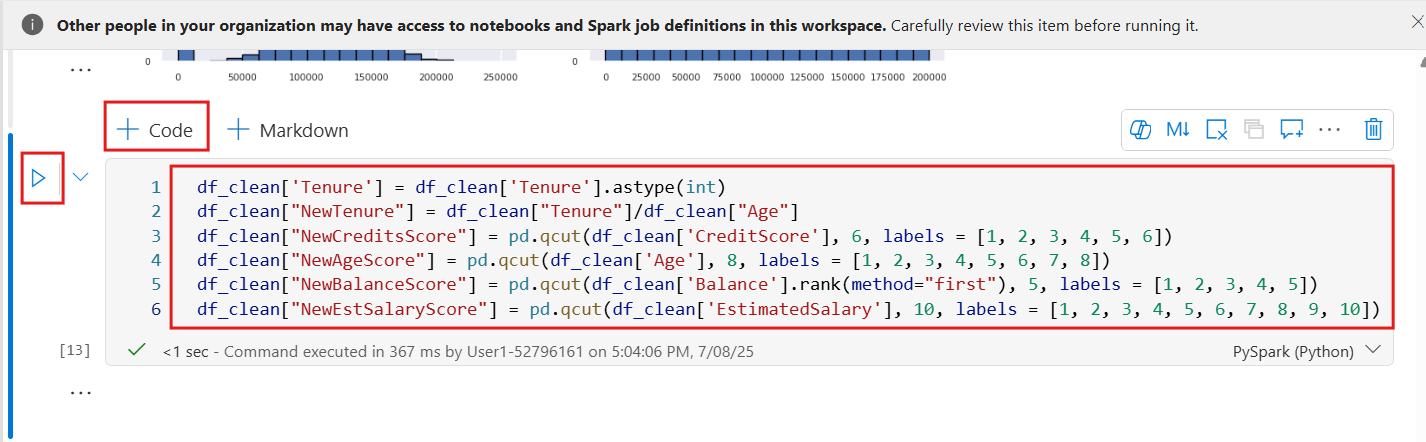 Other people in your organization may have access to notebooks and Spark job definitions in this workspace. Carefully review this item before running it.
0 0
0 50000 100000 150000 200000 250000 0 25000 50000 75000 100000 125000 150000 175000 200000
+ Code + Markdown M↓ ...
1 df_clean['Tenure'] = df_clean['Tenure'].astype(int)
2 df_clean["NewTenure"] = df_clean["Tenure"]/df_clean["Age"]
3 df_clean["NewCreditsScore"] = pd.qcut(df_clean['CreditScore'], 6, labels = [1, 2, 3, 4, 5, 6])
4 df_clean["NewAgeScore"] = pd.qcut(df_clean['Age'], 8, labels = [1, 2, 3, 4, 5, 6, 7, 8])
5 df_clean["NewBalanceScore"] = pd.qcut(df_clean['Balance'].rank(method="first"), 5, labels = [1, 2, 3, 4, 5])
6 df_clean["NewEstSalaryScore"] = pd.qcut(df_clean['EstimatedSalary'], 10, labels = [1, 2, 3, 4, 5, 6, 7, 8, 9, 10])
[13] <1 sec - Command executed in 367 ms by User1-52796161 on 5:04:06 PM, 7/08/25 PySpark (Python)